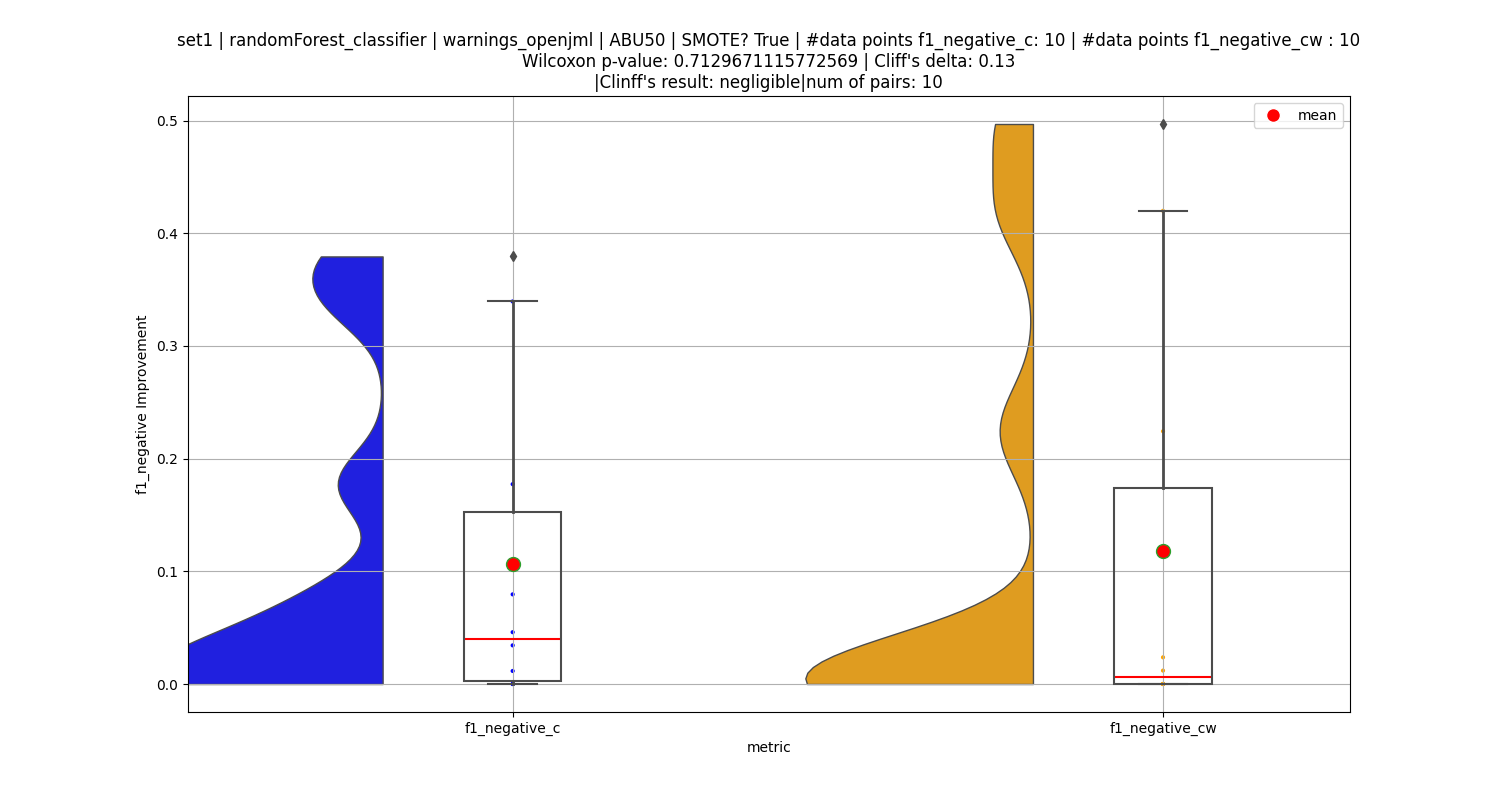 set1 | randomForest_classifier | warnings_openjml | ABU50 | SMOTE? True | #data points f1_negative_c: 10 | #data points f1_negative_cw : 10
Wilcoxon p-value: 0.7129671115772569 | Cliff's delta: 0.13
|Clinff's result: negligible|num of pairs: 10
mean
0.5
0.4
0.3
0.2
0.1
0.0
f1_negative Improvement
f1_negative_c
f1_negative_cw
metric